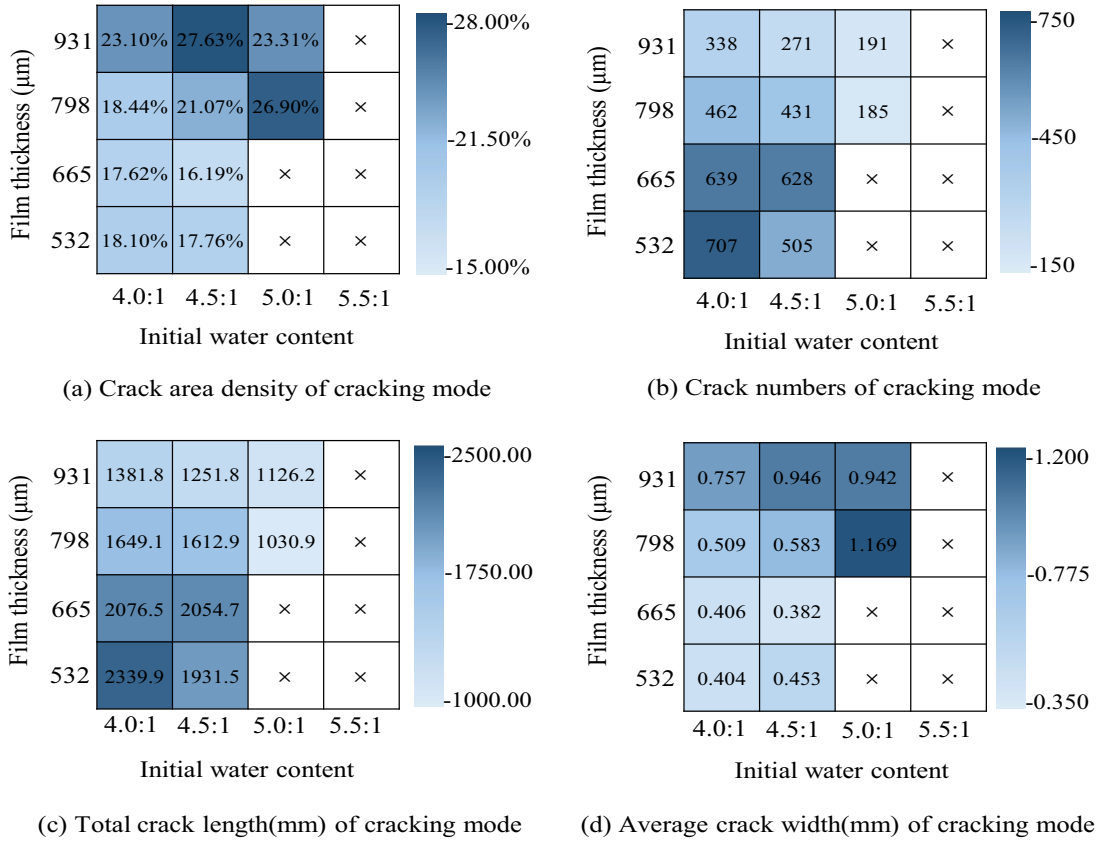 Film thickness (μm)
931 23.10% 27.63% 23.31% ×
798 18.44% 21.07% 26.90% ×
665 17.62% 16.19% × ×
532 18.10% 17.76% × ×
4.0:1 4.5:1 5.0:1 5.5:1
Initial water content
-28.00%
-21.50%
-15.00%
(a) Crack area density of cracking mode
Film thickness (μm)
931 338 271 191 ×
798 462 431 185 ×
665 639 628 × ×
532 707 505 × ×
4.0:1 4.5:1 5.0:1 5.5:1
Initial water content
-750
-450
-150
(b) Crack numbers of cracking mode
Film thickness (μm)
931 1381.8 1251.8 1126.2 ×
798 1649.1 1612.9 1030.9 ×
665 2076.5 2054.7 × ×
532 2339.9 1931.5 × ×
4.0:1 4.5:1 5.0:1 5.5:1
Initial water content
-2500.00
-1750.00
-1000.00
(c) Total crack length(mm) of cracking mode
Film thickness (μm)
931 0.757 0.946 0.942 ×
798 0.509 0.583 1.169 ×
665 0.406 0.382 × ×
532 0.404 0.453 × ×
4.0:1 4.5:1 5.0:1 5.5:1
Initial water content
-1.200
-0.775
-0.350
(d) Average crack width(mm) of cracking mode